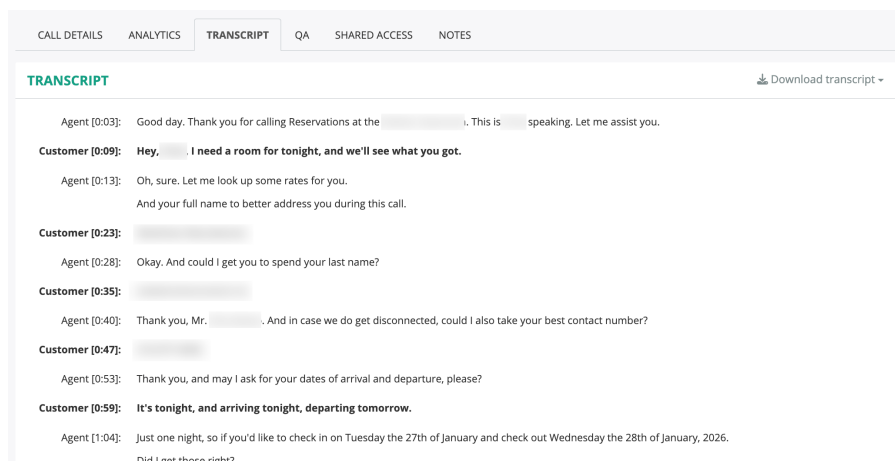 CALL DETAILS ANALYTICS TRANSCRIPT QA SHARED ACCESS NOTES
TRANSCRIPT Download transcript
Agent [0:03]: Good day. Thank you for calling Reservations at the . This is speaking. Let me assist you.
Customer [0:09]: Hey, . I need a room for tonight, and we'll see what you got.
Agent [0:13]: Oh, sure. Let me look up some rates for you.
And your full name to better address you during this call.
Customer [0:23]:
Agent [0:28]: Okay. And could I get you to spend your last name?
Customer [0:35]:
Agent [0:40]: Thank you, Mr. . And in case we do get disconnected, could I also take your best contact number?
Customer [0:47]:
Agent [0:53]: Thank you, and may I ask for your dates of arrival and departure, please?
Customer [0:59]: It's tonight, and arriving tonight, departing tomorrow.
Agent [1:04]: Just one night, so if you'd like to check in on Tuesday the 27th of January and check out Wednesday the 28th of January, 2026.
Did I get those right?